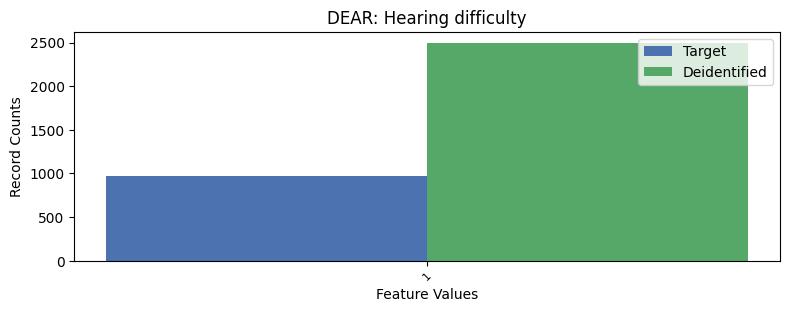 DEAR: Hearing difficulty
Target
Deidentified
2500
2000
1500
1000
500
0
Record Counts
1
Feature Values